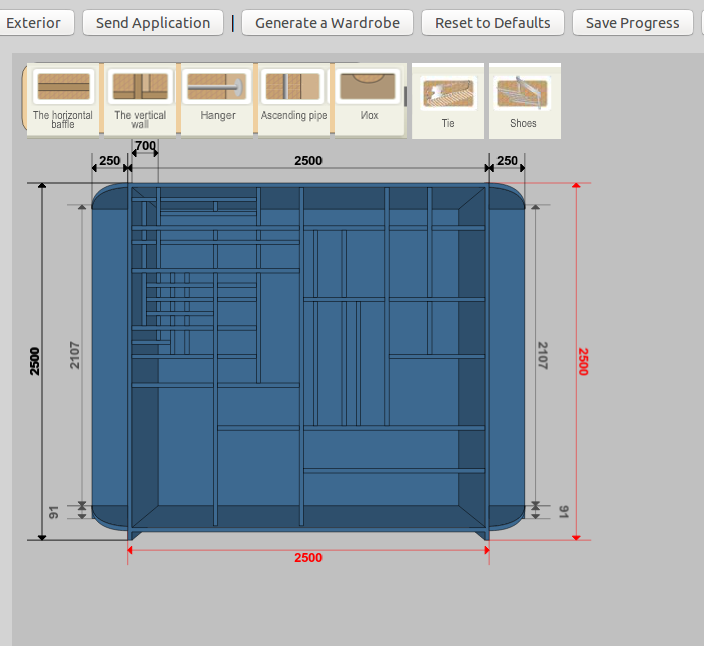 Exterior
Send Application
|
Generate a Wardrobe
Reset to Defaults
Save Progress
The horizontal
baffle
The vertical
wall
Hanger
Ascending pipe
Илох
Tie
Shoes
700
250
2500
250
2500
2107
2107
2500
91
91
2500